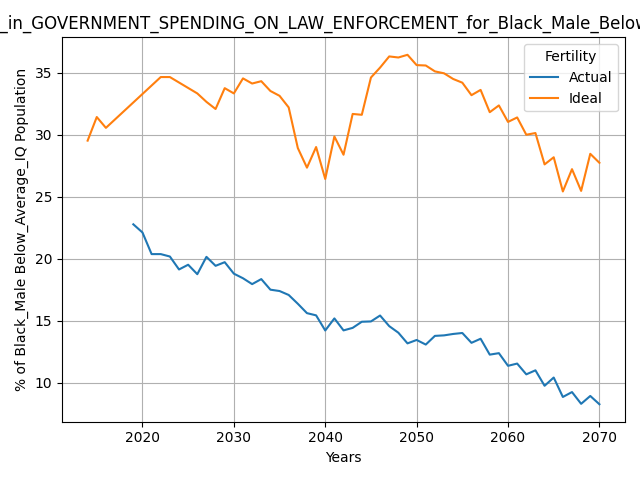 _in_GOVERNMENT_SPENDING_ON_LAW_ENFORCEMENT_for_Black_Male_Below
Fertility
Actual
Ideal
% of Black_Male Below_Average_IQ Population
35
30
25
20
15
10
2020 2030 2040 2050 2060 2070
Years